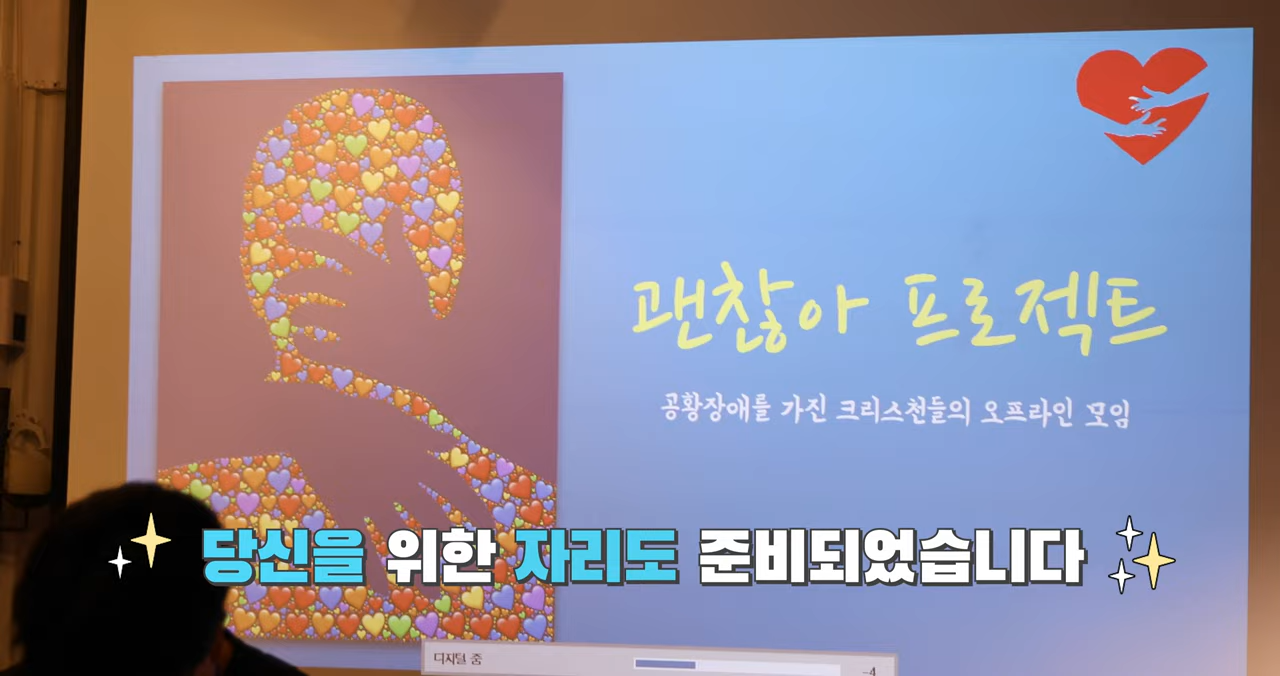 괜찮아 프로젝트
공황장애를 가진 크리스천들의 오프라인 모임
당신을 위한 자리도 준비되었습니다
디지털 줌
-4